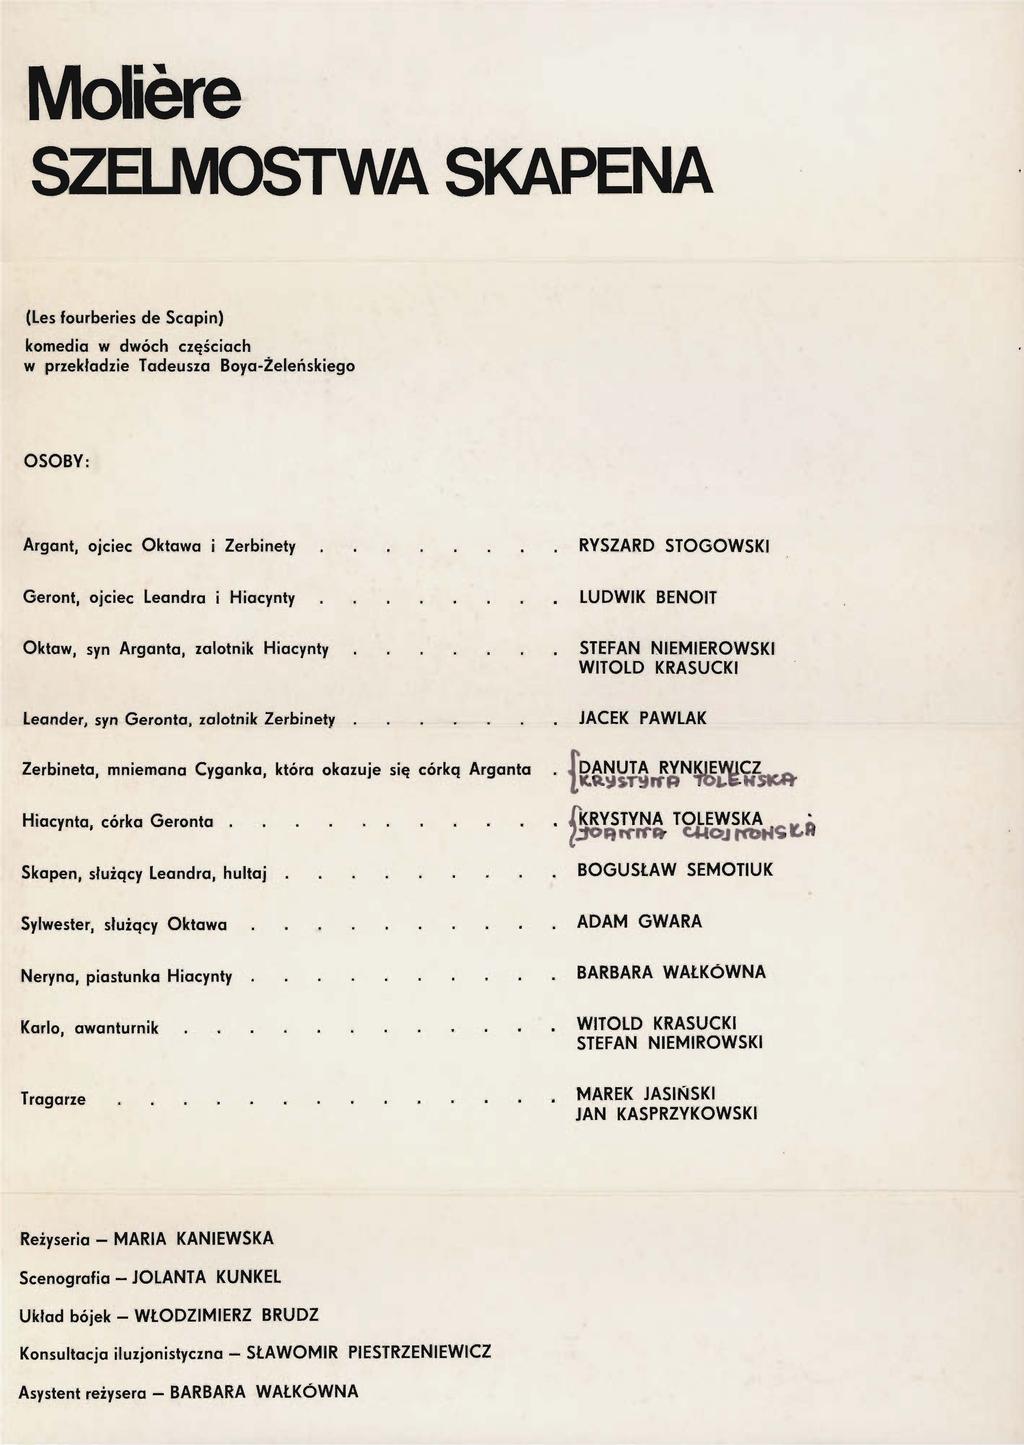 Molière
SZELMOSTWA SKAPENA
(Les fourberies de Scapin)
komedia w dwóch częściach
w przekładzie Tadeusza Boya-Żeleńskiego
OSOBY:
Argant, ojciec Oktawa i Zerbinety . . . . . . . . RYSZARD STOGOWSKI
Geront, ojciec Leandra i Hiacynty . . . . . . . . LUDWIK BENOIT
Oktaw, syn Arganta, zalotnik Hiacynty . . . . . . . STEFAN NIEMIEROWSKI
WITOLD KRASUCKI
Leander, syn Geronta, zalotnik Zerbinety . . . . . . . JACEK PAWLAK
Zerbineta, mniemana Cyganka, która okazuje się córką Arganta . DANUTA RYNKIEWICZ
KRYSTYNA TOLEWSKA
Hiacynta, córka Geronta . . . . . . . . . . . KRYSTYNA TOLEWSKA
JOANNA CHOJNOWSKA
Skapen, służący Leandra, hultaj . . . . . . . . . BOGUSŁAW SEMOTIUK
Sylwester, służący Oktawa . . . . . . . . . . ADAM GWARA
Neryna, piastunka Hiacynty . . . . . . . . . . BARBARA WAŁKÓWNA
Karlo, awanturnik . . . . . . . . . . . . WITOLD KRASUCKI
STEFAN NIEMIROWSKI
Tragarze . . . . . . . . . . . . . . MAREK JASIŃSKI
JAN KASPRZYKOWSKI
Reżyseria — MARIA KANIEWSKA
Scenografia — JOLANTA KUNKEL
Układ bójek — WŁODZIMIERZ BRUDZ
Konsultacja iluzjonistyczna — SŁAWOMIR PIESTRZENIEWICZ
Asystent reżysera — BARBARA WAŁKÓWNA